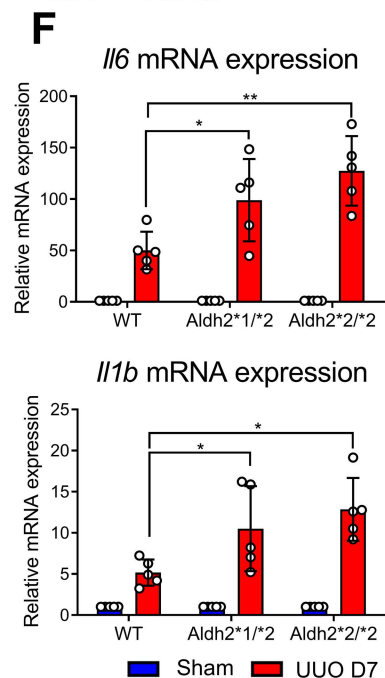 F
Il6 mRNA expression
Relative mRNA expression
200
150
100
50
0
**
*
WT Aldh2*1/*2 Aldh2*2/*2
Il1b mRNA expression
Relative mRNA expression
25
20
15
10
5
0
*
*
WT Aldh2*1/*2 Aldh2*2/*2
Sham UUO D7